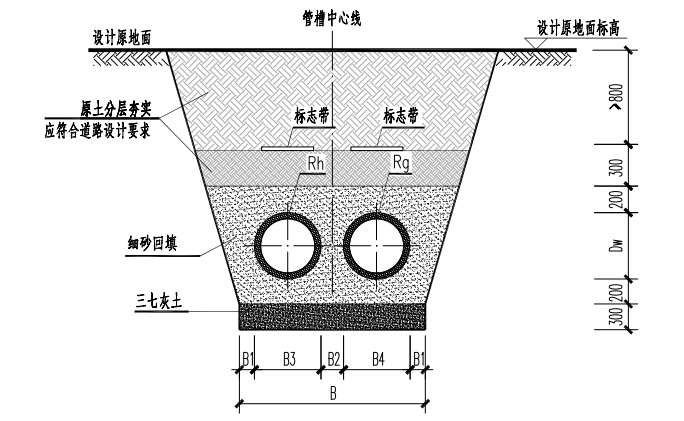 管槽中心线
设计原地面
设计原地面标高
原土分层夯实
应符合道路设计要求
标志带
标志带
>800
Rh
Rg
300
200
细砂回填
Dw
三七灰土
200
300
B1
B3
B2
B4
B1
B